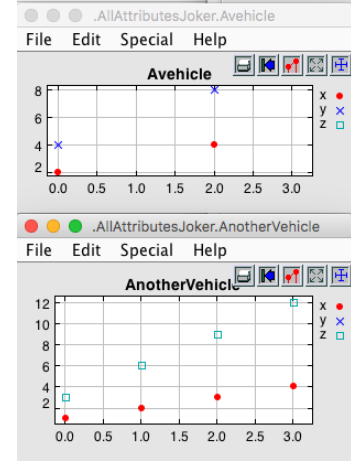 .AllAttributesJoker.Avehicle
File Edit Special Help
Avehicle
8
6
4
2
0.0 0.5 1.0 1.5 2.0 2.5 3.0
x
y
z
.AllAttributesJoker.AnotherVehicle
File Edit Special Help
AnotherVehicle
12
10
8
6
4
2
0.0 0.5 1.0 1.5 2.0 2.5 3.0
x
y
z